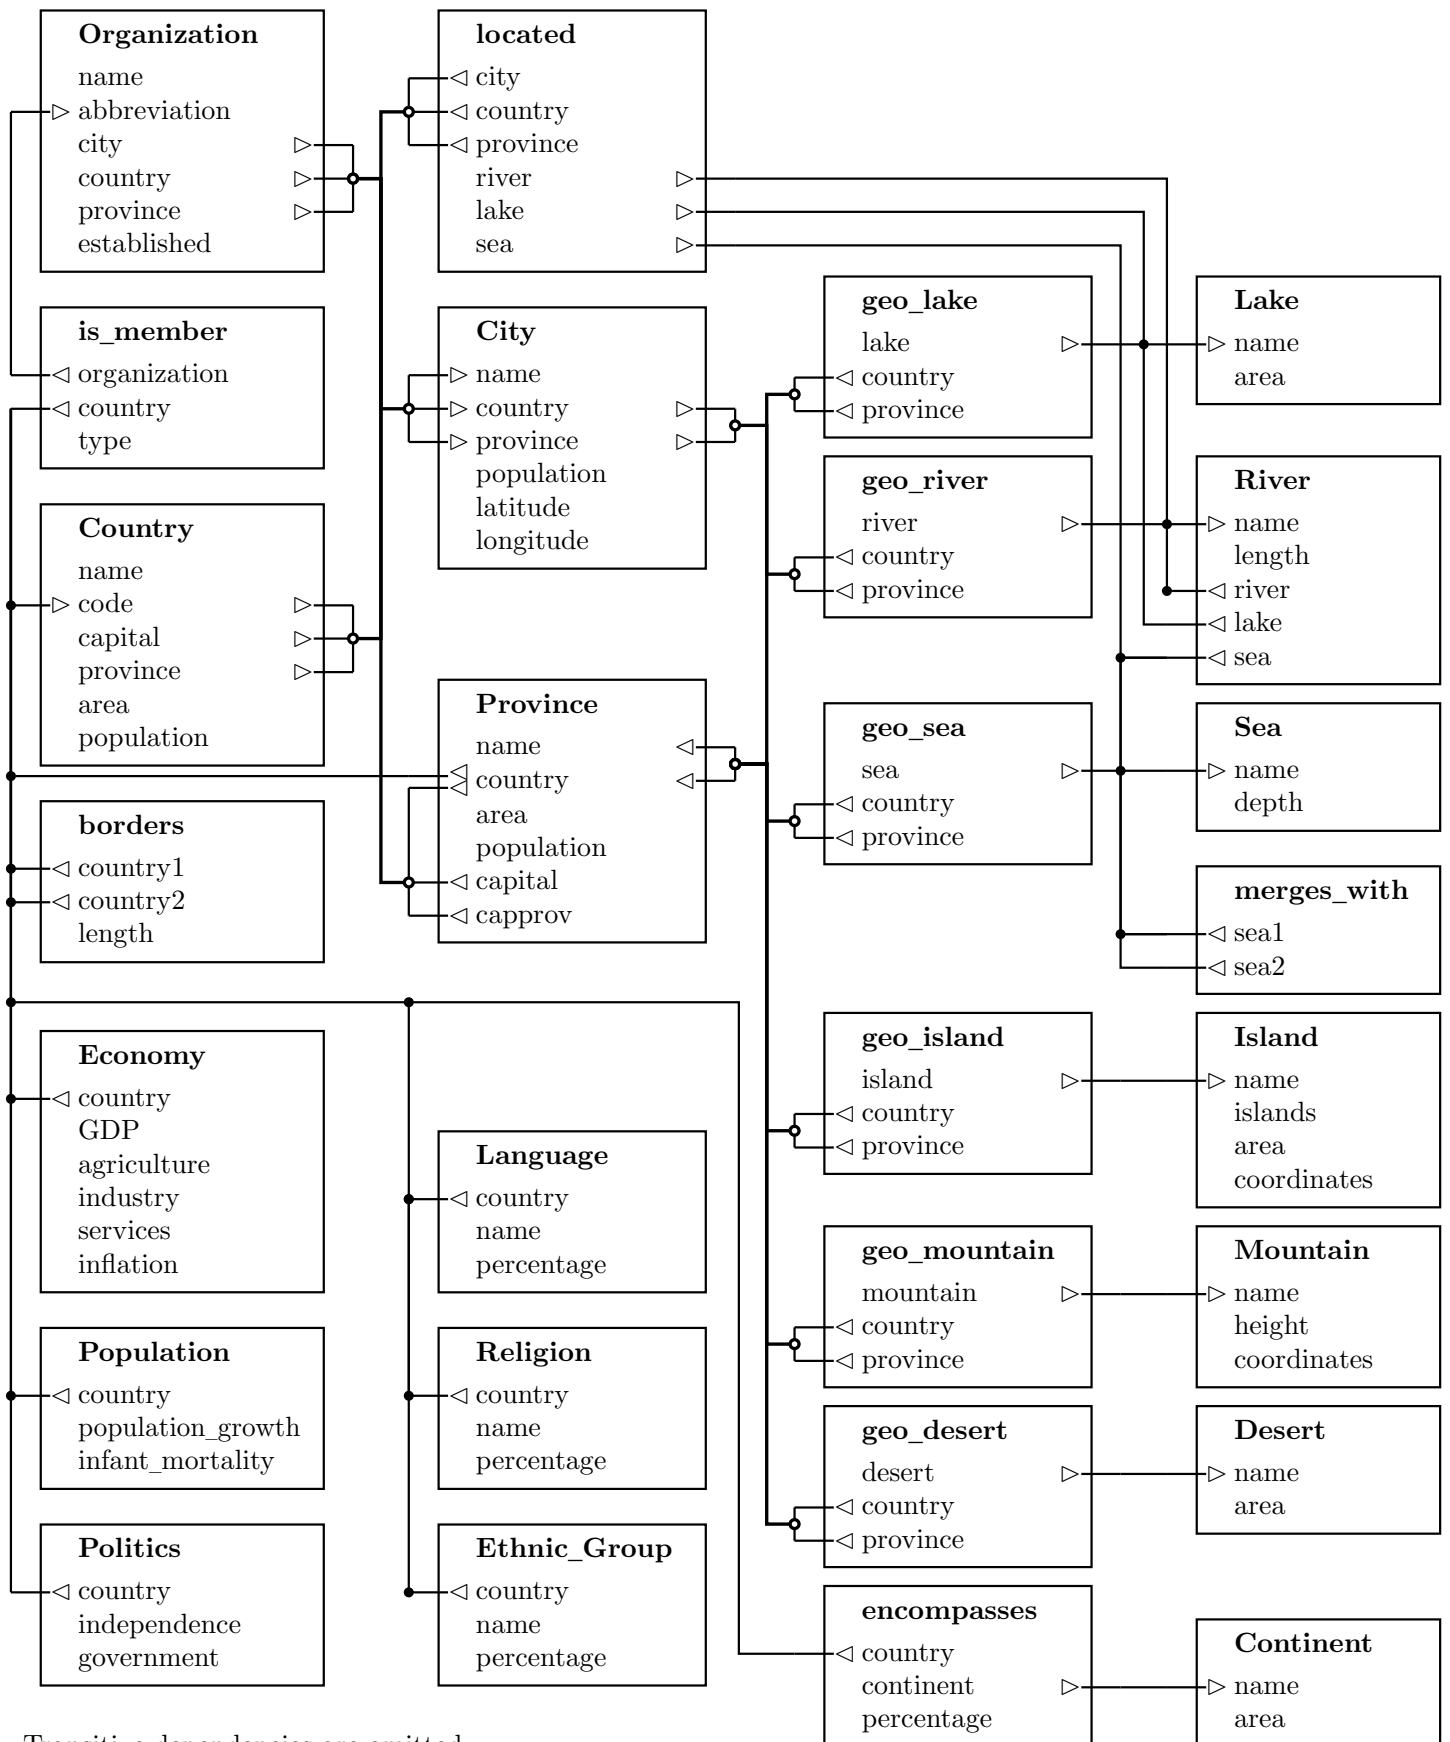 Organization
name
abbreviation
city
country
province
established
is_member
organization
country
type
Country
name
code
capital
province
area
population
borders
country1
country2
length
Economy
country
GDP
agriculture
industry
services
inflation
Population
country
population_growth
infant_mortality
Politics
country
independence
government
located
city
country
province
river
lake
sea
City
name
country
province
population
latitude
longitude
Province
name
country
area
population
capital
capprov
Language
country
name
percentage
Religion
country
name
percentage
Ethnic_Group
country
name
percentage
geo_lake
lake
country
province
geo_river
river
country
province
geo_sea
sea
country
province
geo_island
island
country
province
geo_mountain
mountain
country
province
geo_desert
desert
country
province
encompasses
country
continent
percentage
Lake
name
area
River
name
length
river
lake
sea
Sea
name
depth
merges_with
sea1
sea2
Island
name
islands
area
coordinates
Mountain
name
height
coordinates
Desert
name
area
Continent
name
area
Transitive dependencies are omitted